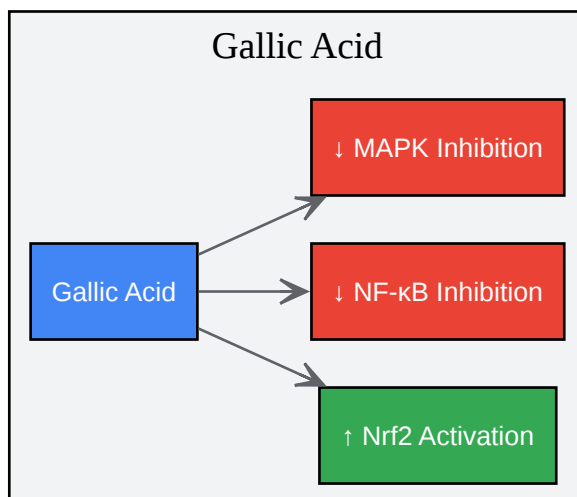 Gallic Acid
↓ MAPK Inhibition
Gallic Acid
↓ NF-κB Inhibition
↑ Nrf2 Activation